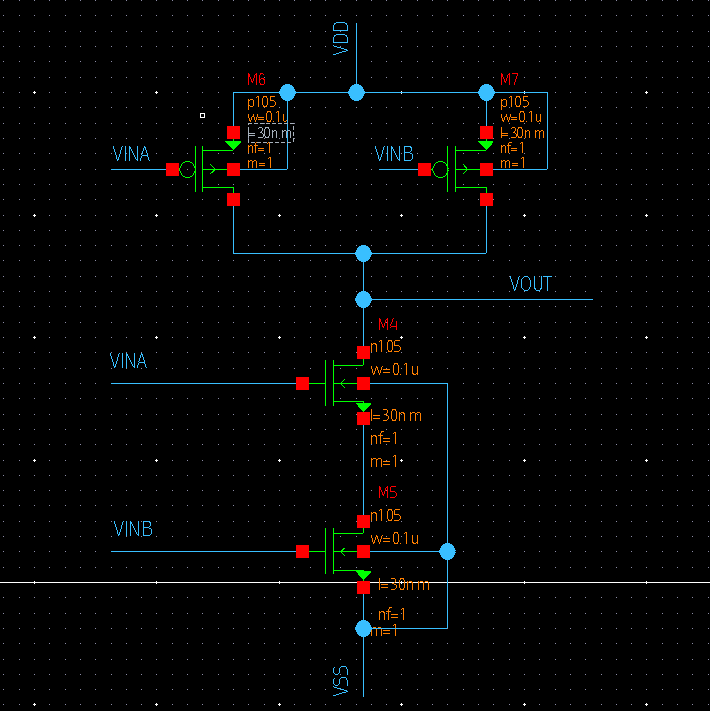 VDD
M6
p105
w=0.1u
l=30n m
nf=1
m=1
M7
p105
w=0.1u
l=30n m
nf=1
m=1
VINA
VINB
VOUT
M4
n105
w=0.1u
l=30n m
nf=1
m=1
VINA
M5
n105
w=0.1u
l=30nm
nf=1
m=1
VINB
VSS